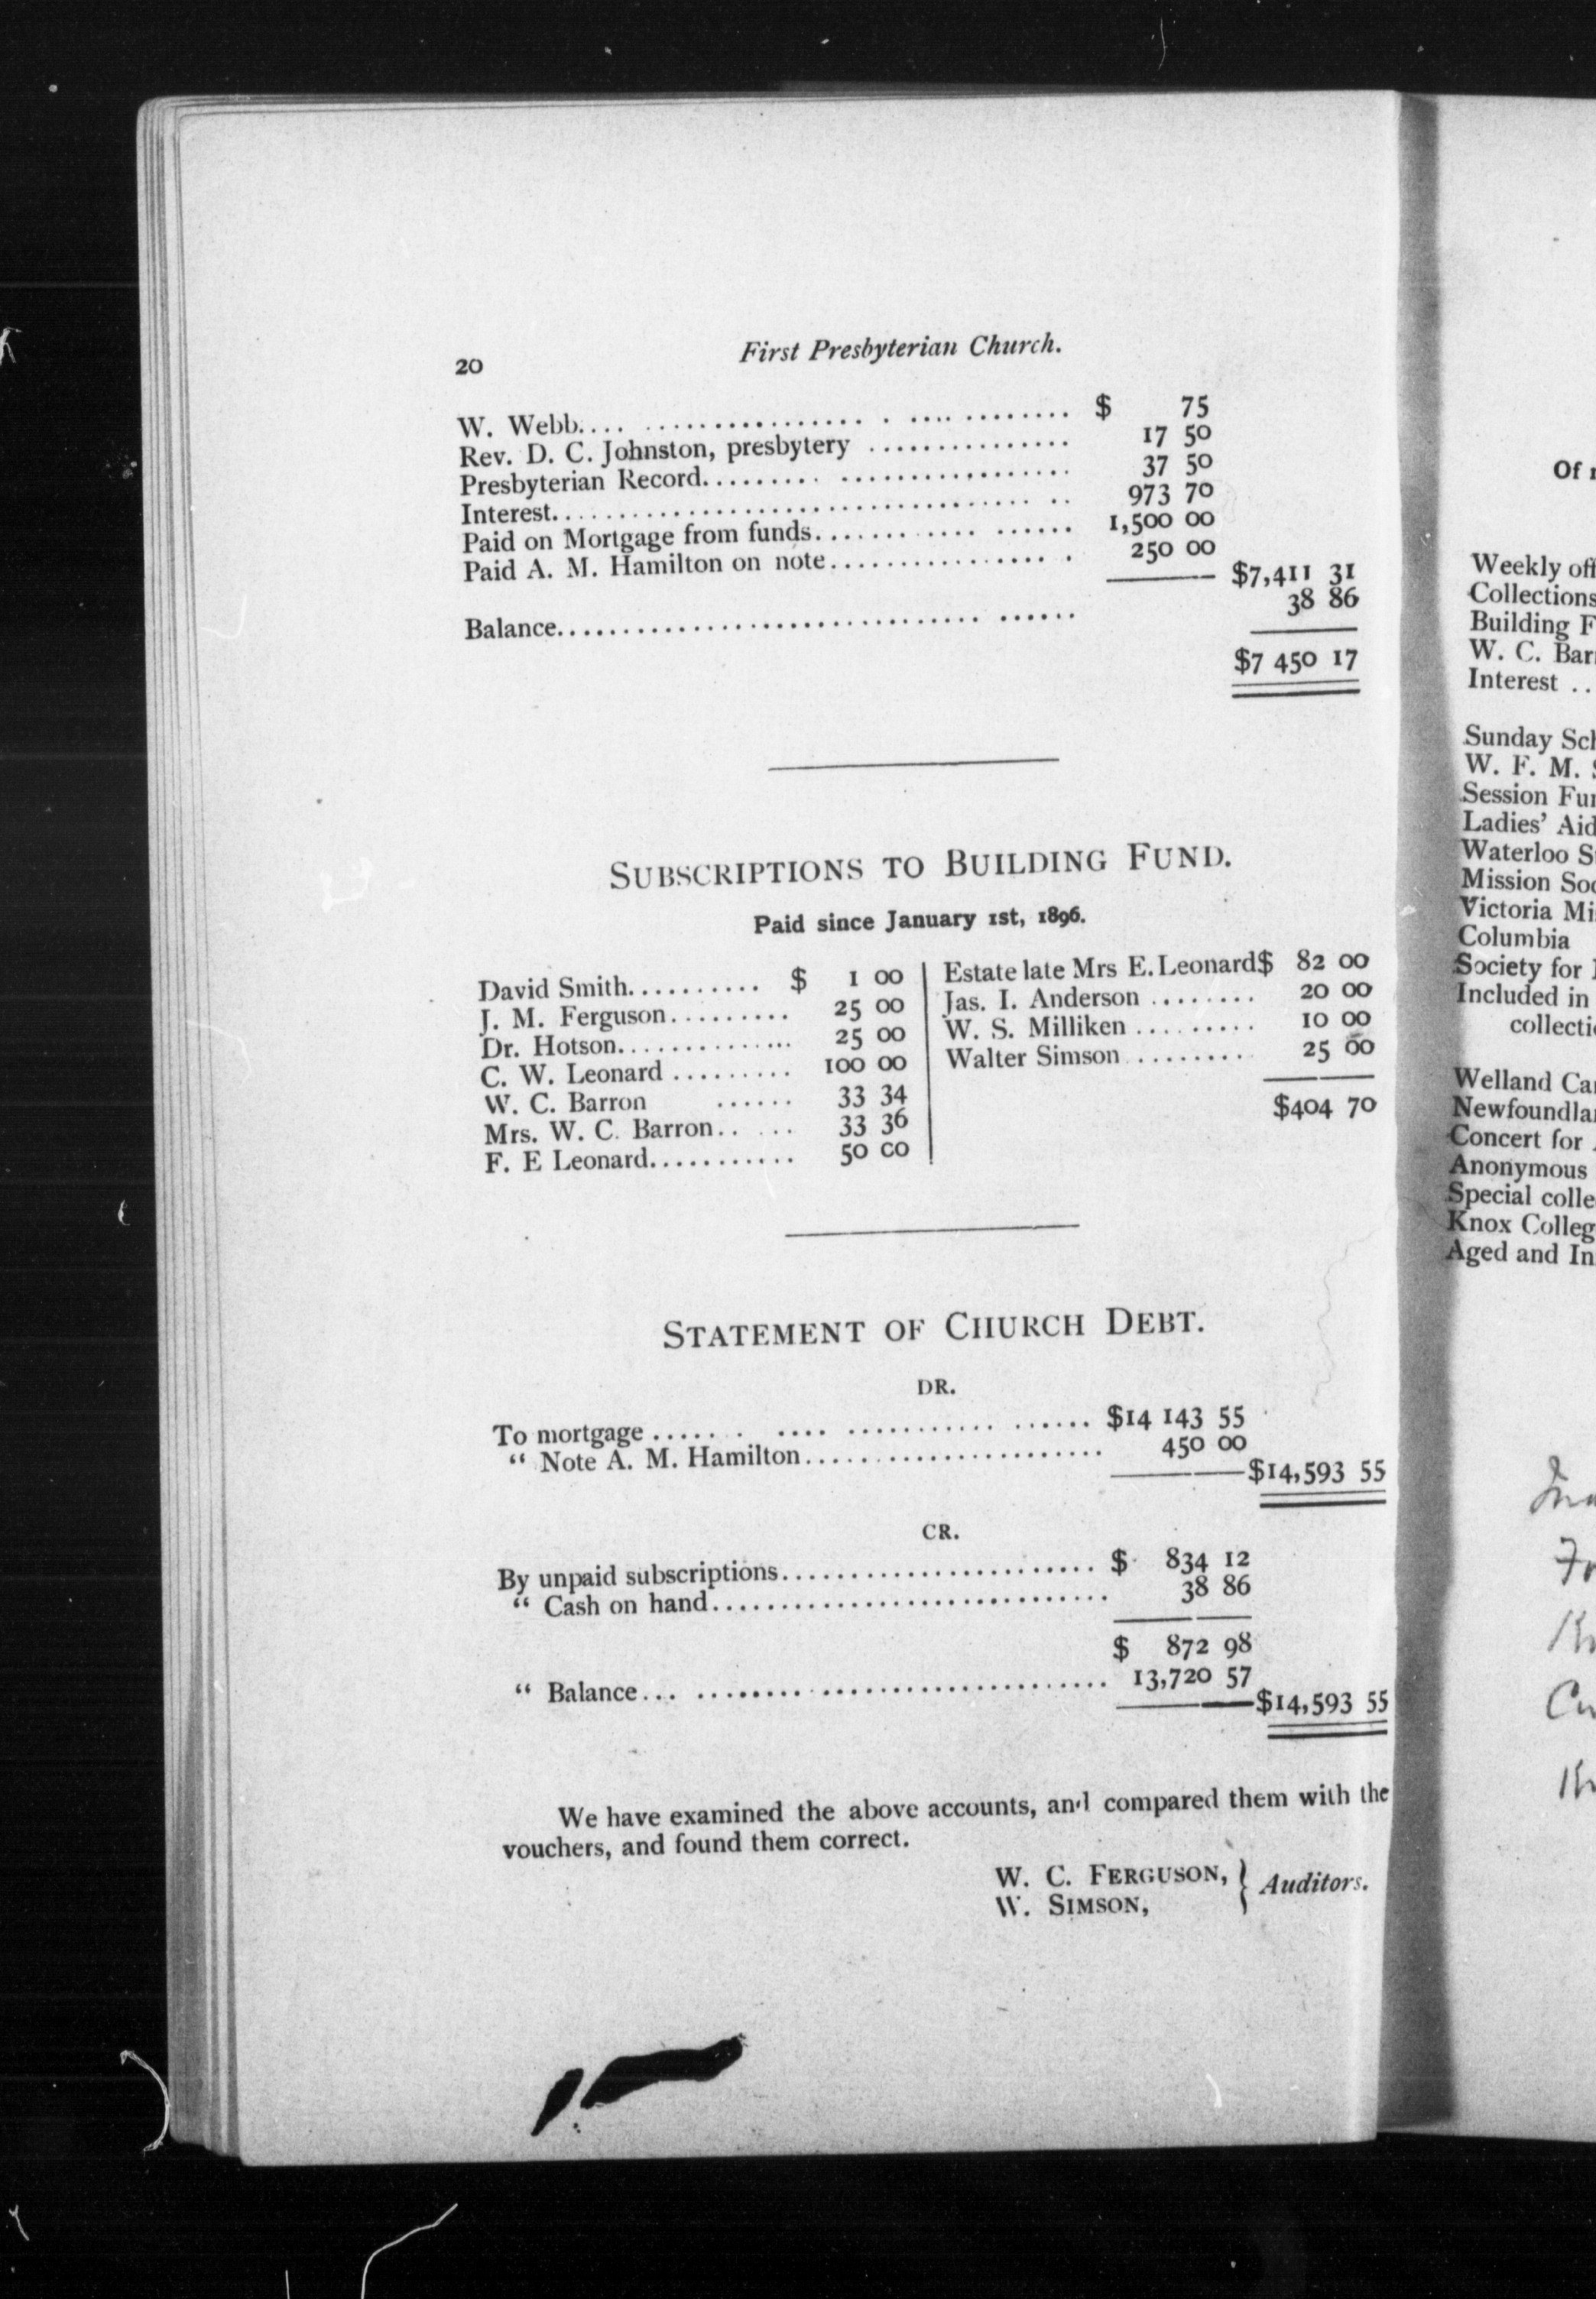 20 First Presbyterian Church.
W. Webb.... ................ . .... ........ $ 75
Rev. D. C. Johnston, presbytery ............... 17 50
Presbyterian Record......... ................. 37 50
Interest.................................... .. 973 70
Paid on Mortgage from funds............ ...... 1,500 00
Paid A. M. Hamilton on note................. . 250 00
$7,411 31
Balance................................ ...... 38 86
$7 450 17
SUBSCRIPTIONS TO BUILDING FUND.
Paid since January 1st, 1896.
David Smith.......... $ 1 00
J. M. Ferguson......... 25 00
Dr. Hotson.............. 25 00
C. W. Leonard ......... 100 00
W. C. Barron ...... 33 34
Mrs. W. C. Barron.. ... 33 36
F. E Leonard........... 50 00
Estate late Mrs E. Leonard$ 82 00
Jas. I. Anderson ........ 20 00
W. S. Milliken ......... 10 00
Walter Simson ......... 25 00
$404 70
STATEMENT OF CHURCH DEBT.
DR.
To mortgage ..... . .... ........... ...... $14 143 55
“ Note A. M. Hamilton...................... 450 00
$14,593 55
CR.
By unpaid subscriptions....................... $ 834 12
“ Cash on hand............................. 38 86
$ 872 98
“ Balance... ............................. 13,720 57
$14,593 55
We have examined the above accounts, and compared them with the
vouchers, and found them correct.
W. C. FERGUSON, } Auditors.
W. SIMSON,
Of
Weekly off
Collections
Building F
W. C. Bar
Interest ..
Sunday Sch
W. F. M.
Session Fu
Ladies’ Aid
Waterloo S
Mission Soc
Victoria Mi
Columbia
Society for
Included in
collecti
Welland Ca
Newfoundla
Concert for
Anonymous
Special colle
Knox Colleg
Aged and In